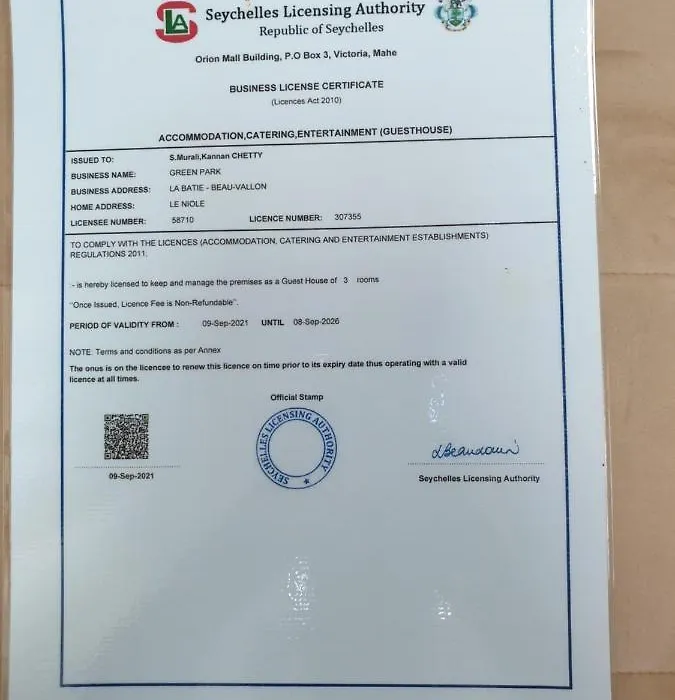 SLA
Seychelles Licensing Authority
Republic of Seychelles
Orion Mall Building, P.O Box 3, Victoria, Mahe
BUSINESS LICENSE CERTIFICATE
(Licences Act 2010)
ACCOMMODATION,CATERING,ENTERTAINMENT (GUESTHOUSE)
ISSUED TO: S.Murali,Kannan CHETTY
BUSINESS NAME: GREEN PARK
BUSINESS ADDRESS: LA BATIE - BEAU-VALLON
HOME ADDRESS: LE NIOLE
LICENSEE NUMBER: 58710 LICENCE NUMBER: 307355
TO COMPLY WITH THE LICENCES (ACCOMMODATION, CATERING AND ENTERTAINMENT ESTABLISHMENTS)
REGULATIONS 2011.
- is hereby licensed to keep and manage the premises as a Guest House of 3 rooms
"Once Issued, Licence Fee is Non-Refundable".
PERIOD OF VALIDITY FROM : 09-Sep-2021 UNTIL 08-Sep-2026
NOTE: Terms and conditions as per Annex
The onus is on the licencee to renew this licence on time prior to its expiry date thus operating with a valid
licence at all times.
Official Stamp
SEYCHELLES LICENSING AUTHORITY
09-Sep-2021
Seychelles Licensing Authority